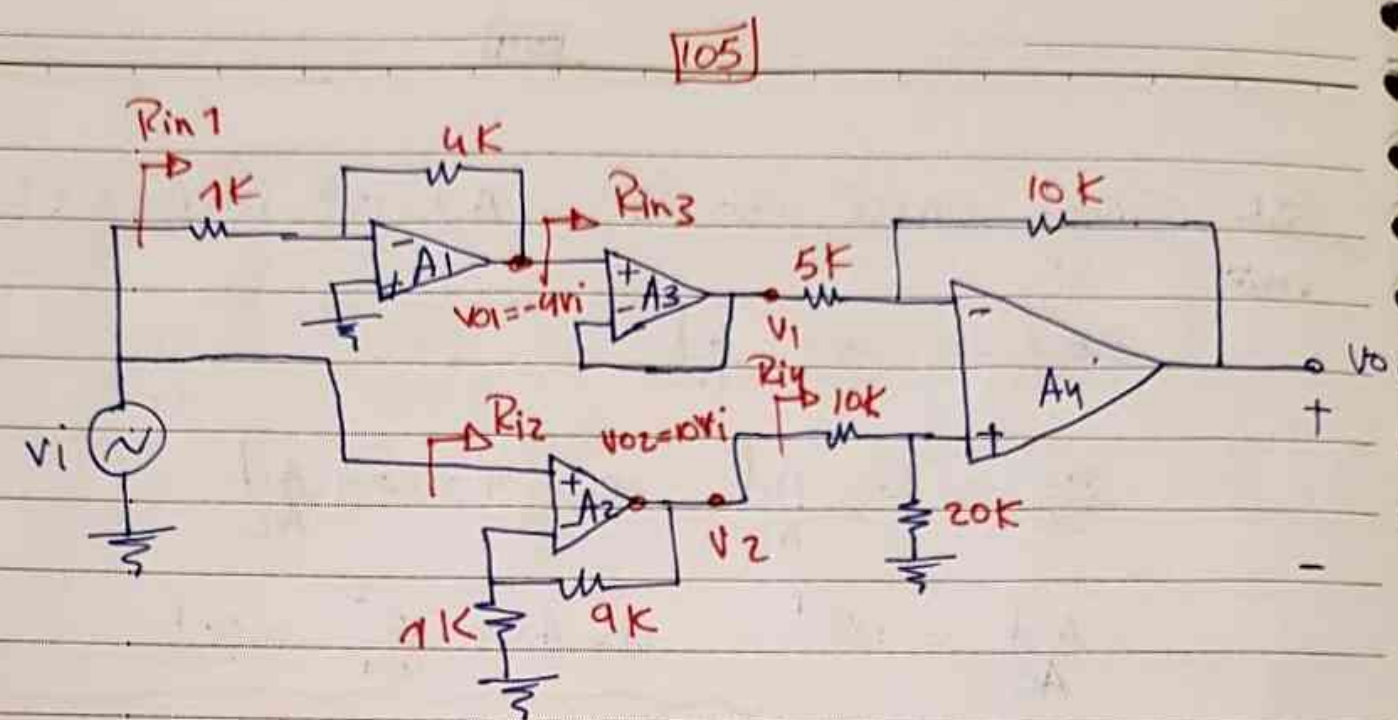 105
Rin1
4K
1K
Rin3
10K
- A1
+
+ A3
-
5K
Vo1=-4Vi
V1
-
A4
+
Vo
+
Ri4
10K
Ri2
Vo2=10Vi
Vi
+ A2
-
V2
20K
-
1K
9K